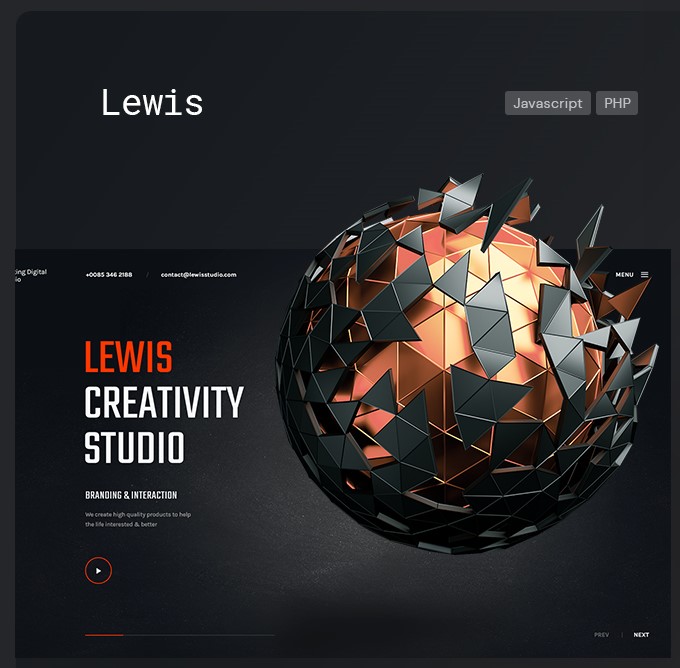 Lewis
Javascript PHP
ting Digital
io
+0085 346 2188 / contact@lewisstudio.com
MENU
LEWIS
CREATIVITY
STUDIO
BRANDING & INTERACTION
We create high quality products to help
the life interested & better
PREV | NEXT